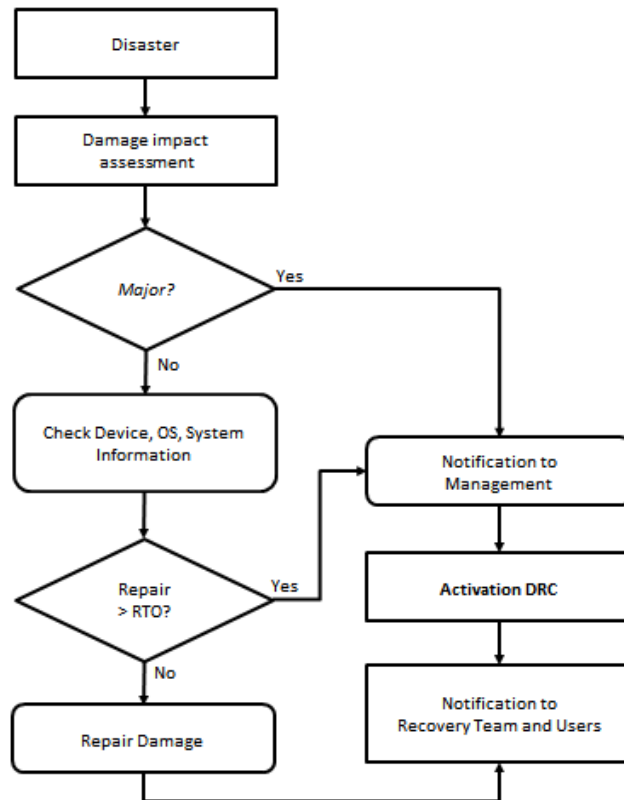 Disaster
Damage impact
assessment
Major?
Yes
No
Check Device, OS, System
Information
Notification to
Management
Repair
> RTO?
Yes
No
Activation DRC
Repair Damage
Notification to
Recovery Team and Users